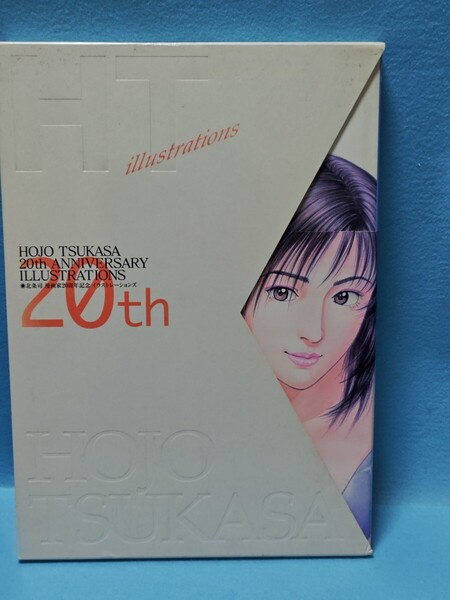 HT
illustrations
HOJO TSUKASA
20th ANNIVERSARY
ILLUSTRATIONS
✱北条司 漫画家20周年記念 イラストレーションズ
20th
HOJO
TSUKASA